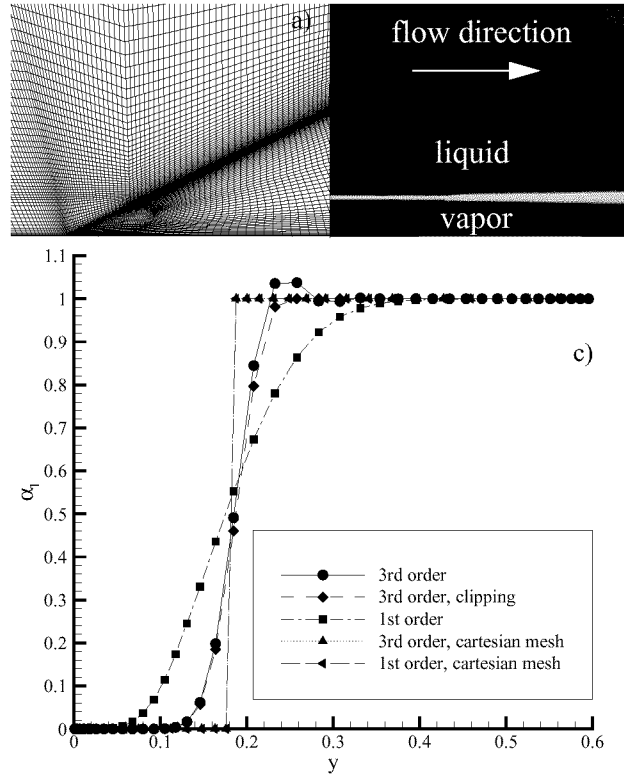 a)
flow direction
liquid
vapor
1.1
1
0.9
0.8
0.7
0.6
0.5
0.4
0.3
0.2
0.1
0
α1
c)
3rd order
3rd order, clipping
1st order
3rd order, cartesian mesh
1st order, cartesian mesh
0 0.1 0.2 0.3 0.4 0.5 0.6
y